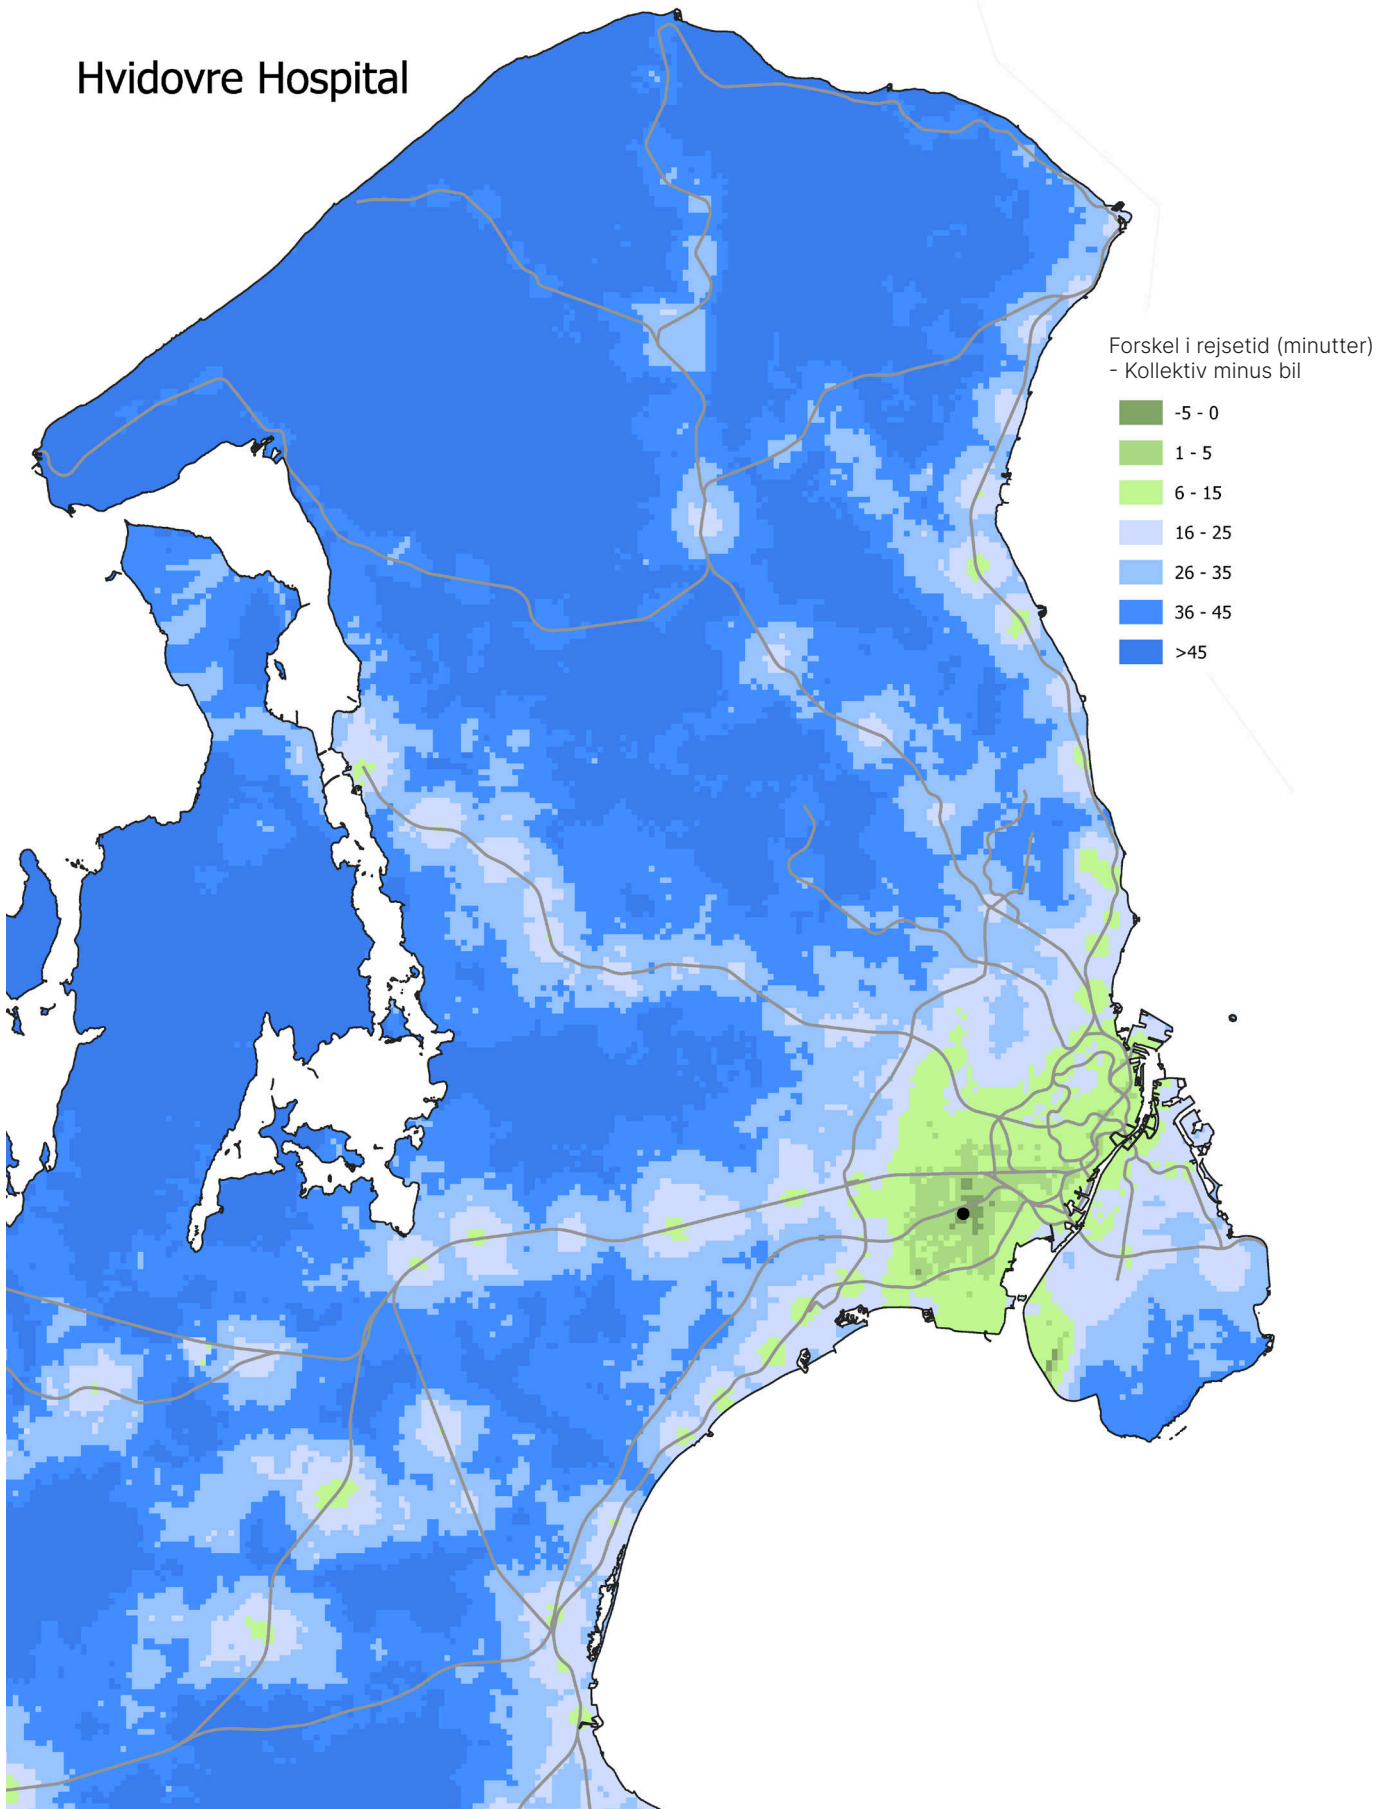 Hvidovre Hospital
Forskel i rejsetid (minutter)
- Kollektiv minus bil
-5 - 0
1 - 5
6 - 15
16 - 25
26 - 35
36 - 45
>45